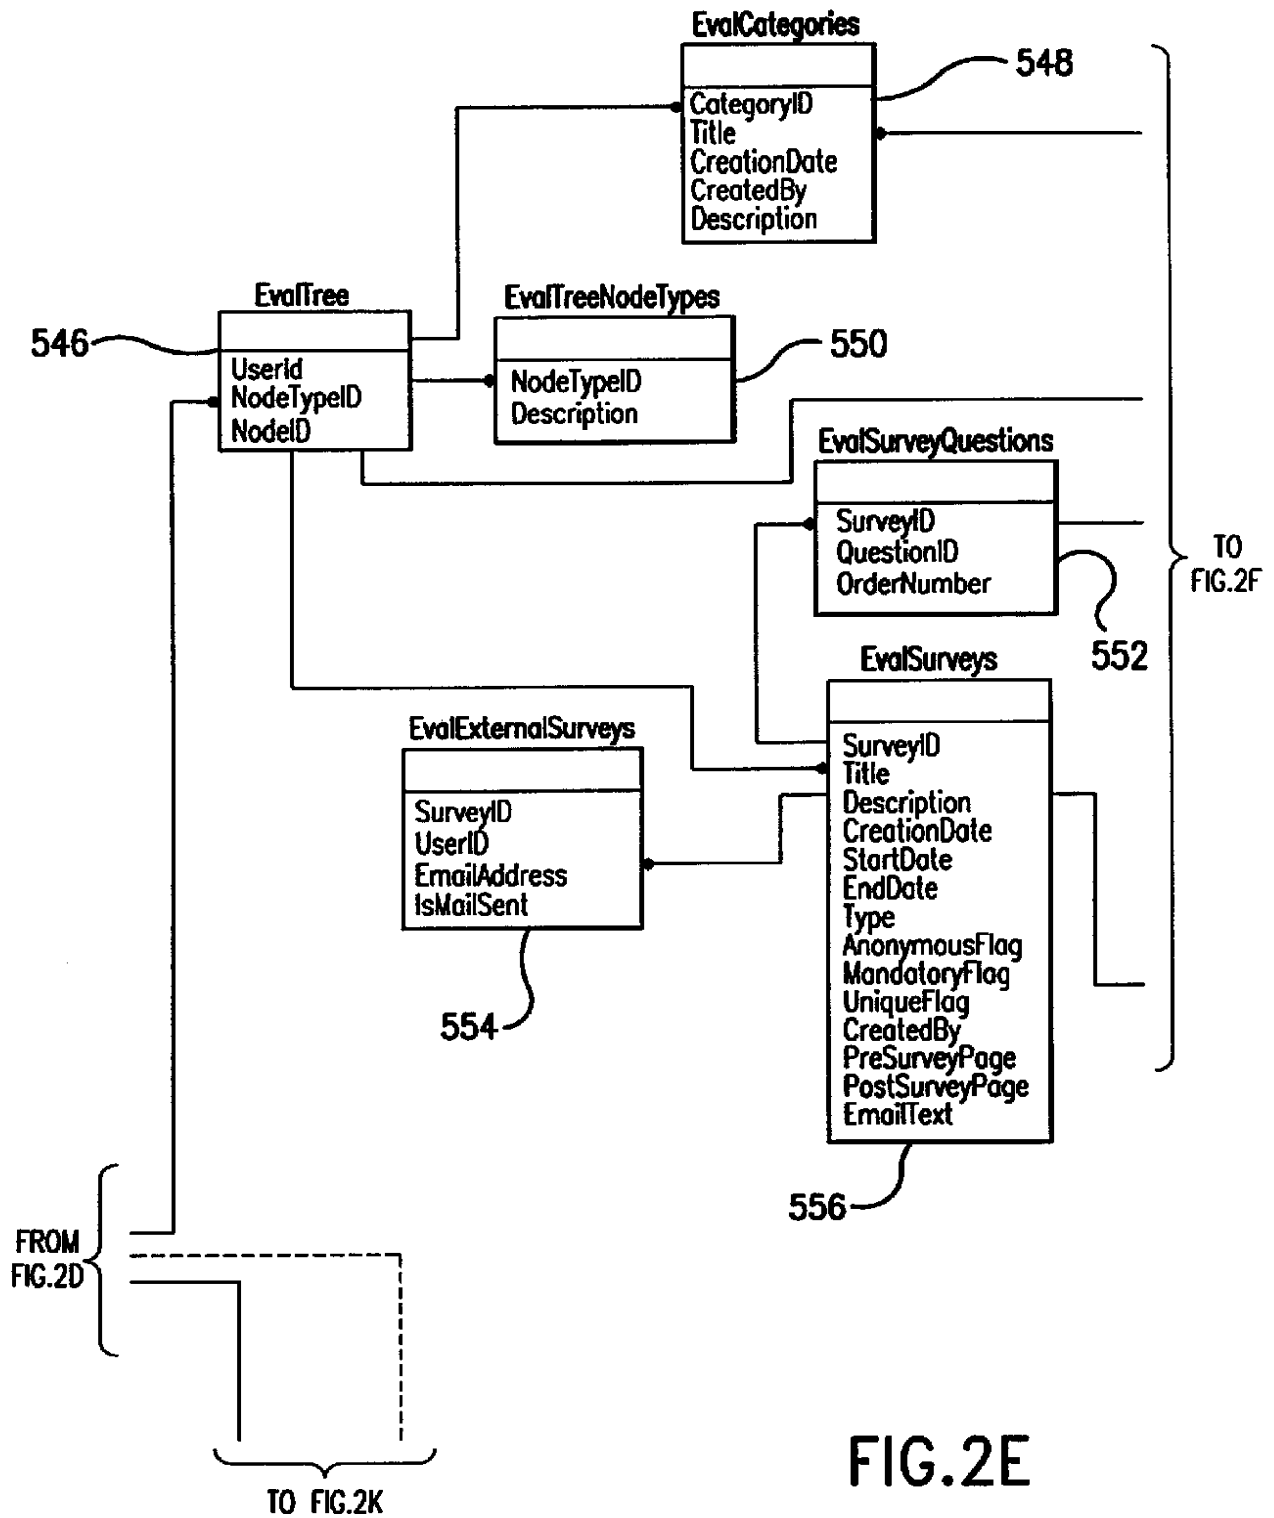 EvalCategories
548
CategoryID
Title
CreationDate
CreatedBy
Description
EvalTree
546
UserId
NodeTypeID
NodeID
EvalTreeNodeTypes
550
NodeTypeID
Description
EvalSurveyQuestions
SurveyID
QuestionID
OrderNumber
552
TO
FIG.2F
EvalSurveys
SurveyID
Title
Description
CreationDate
StartDate
EndDate
Type
AnonymousFlag
MandatoryFlag
UniqueFlag
CreatedBy
PreSurveyPage
PostSurveyPage
EmailText
556
EvalExternalSurveys
SurveyID
UserID
EmailAddress
IsMailSent
554
FROM
FIG.2D
TO FIG.2K
FIG.2E